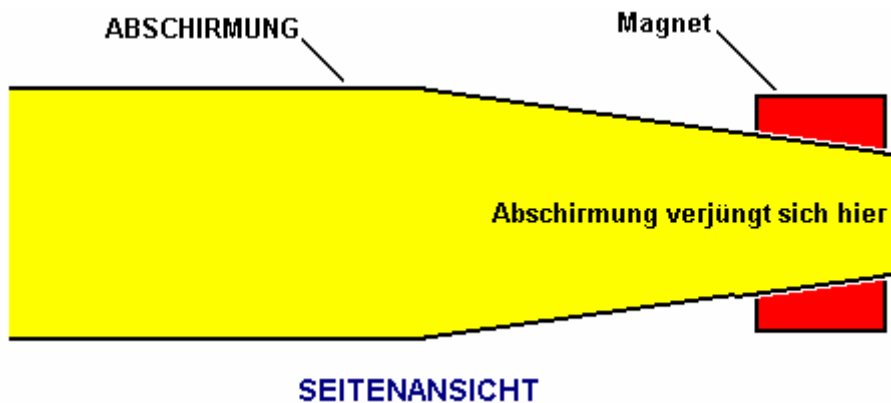 ABSCHIRMUNG
Magnet
Abschirmung verjüngt sich hier
SEITENANSICHT